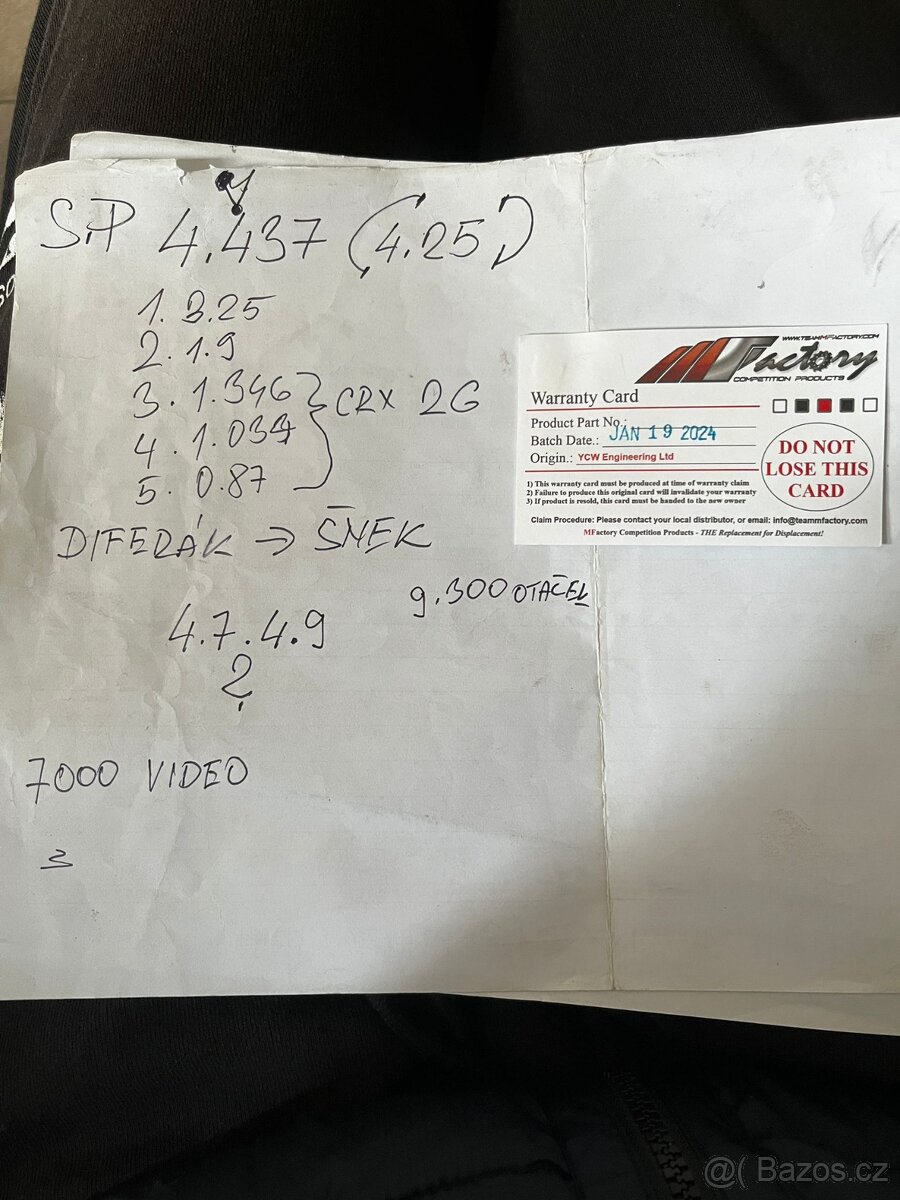 S.P 4.437 (4.25)
1. 3.25
2. 1.9
3. 1.346
4. 1.034
5. 0.87
CRX 2G
DIFERÁK → ŠNEK
9.300 OTÁČEK
4.7. 4.9
?
7000 VIDEO
3
WWW.TEAMMFACTORY.COM
MFactory
COMPETITION PRODUCTS
Warranty Card
Product Part No.:
Batch Date.: JAN 19 2024
Origin.: YCW Engineering Ltd
DO NOT
LOSE THIS
CARD
1) This warranty card must be produced at time of warranty claim
2) Failure to produce this original card will invalidate your warranty
3) If product is resold, this card must be handed to the new owner
Claim Procedure: Please contact your local distributor, or email: info@teammfactory.com
MFactory Competition Products - THE Replacement for Displacement!
@( Bazos.cz